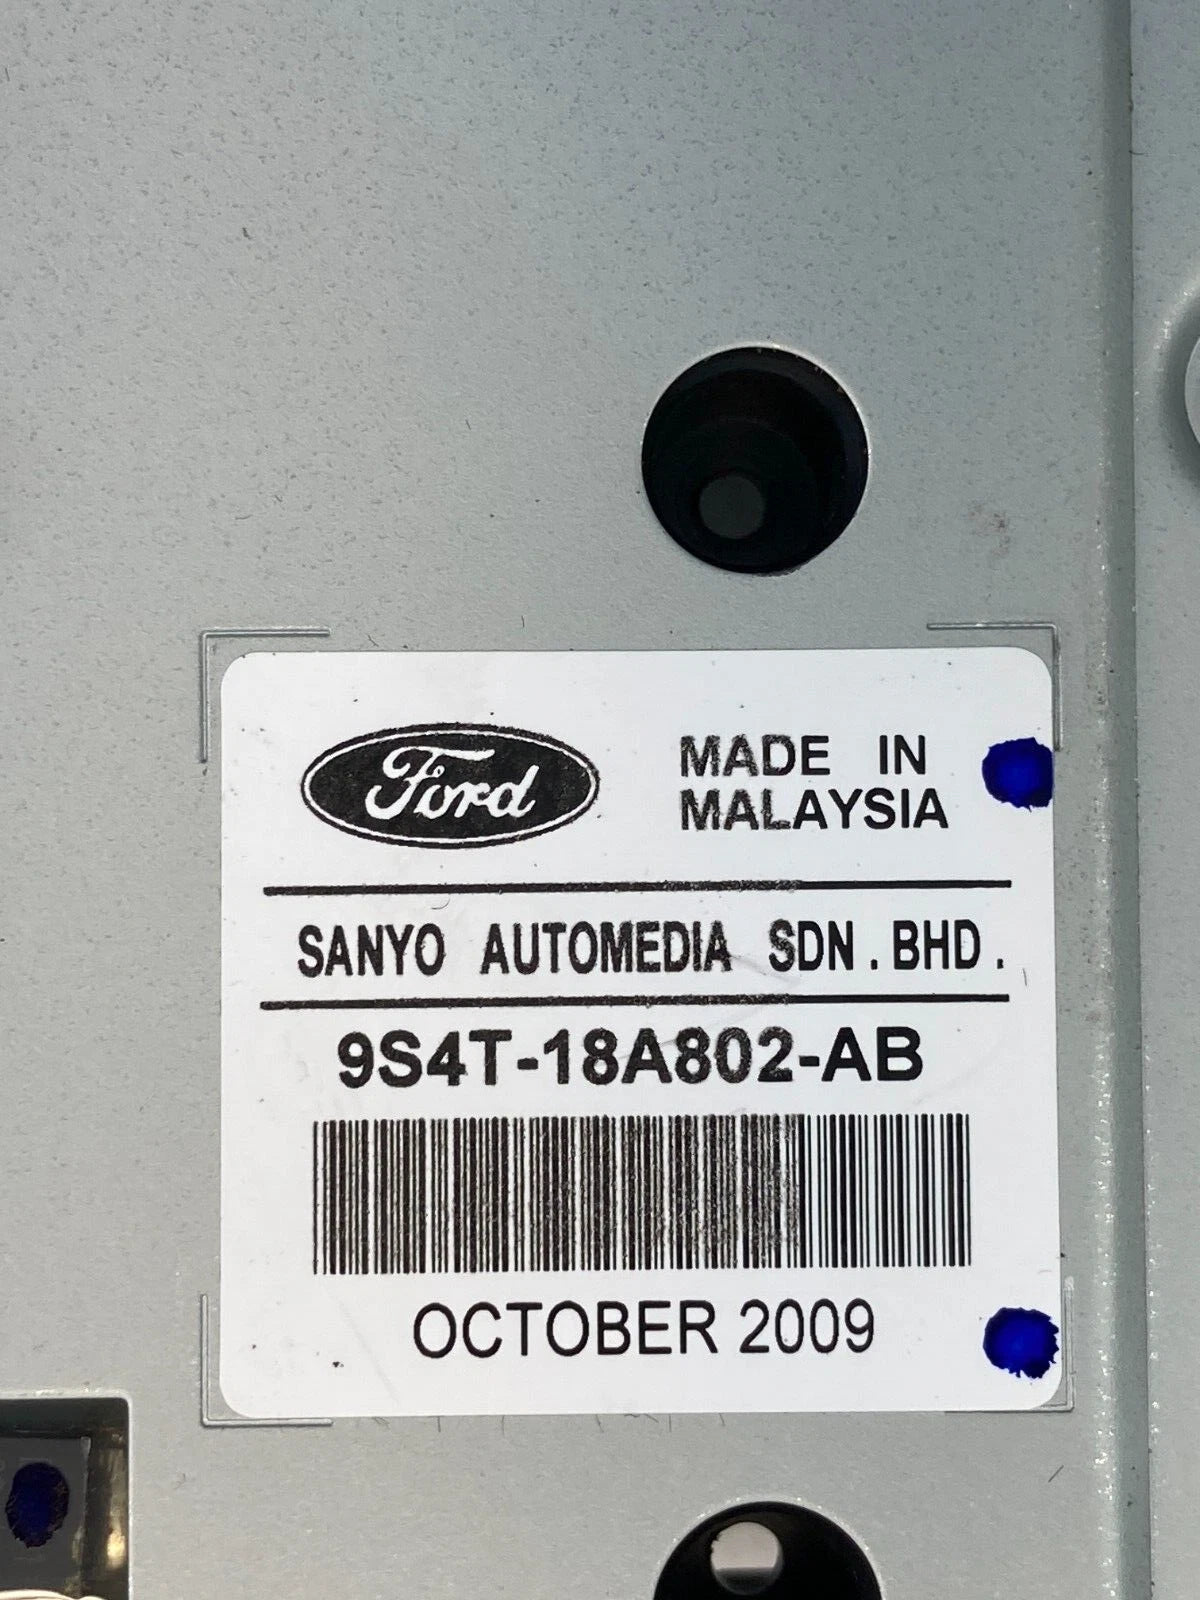 Ford
MADE IN
MALAYSIA
SANYO AUTOMEDIA SDN.BHD.
9S4T-18A802-AB
OCTOBER 2009